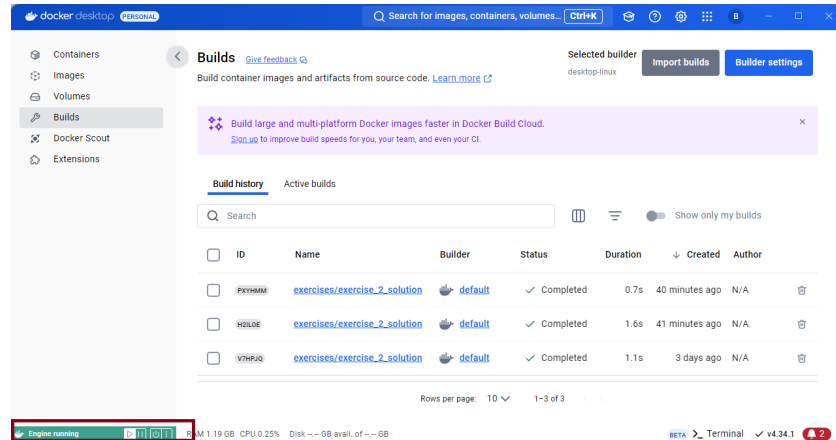 docker desktop PERSONAL
Search for images, containers, volumes... Ctrl+K
B
Containers
Images
Volumes
Builds
Docker Scout
Extensions
Builds Give feedback
Build container images and artifacts from source code. Learn more
Selected builder
desktop-linux
Import builds
Builder settings
Build large and multi-platform Docker images faster in Docker Build Cloud.
Sign up to improve build speeds for you, your team, and even your CI.
Build history Active builds
Search
Show only my builds
ID Name Builder Status Duration Created Author
PXYHMM exercises/exercise_2_solution default Completed 0.7s 40 minutes ago N/A
H2IL0E exercises/exercise_2_solution default Completed 1.6s 41 minutes ago N/A
V7HPJQ exercises/exercise_2_solution default Completed 1.1s 3 days ago N/A
Rows per page: 10 1–3 of 3
Engine running
RAM 1.19 GB CPU 0.25% Disk --.-- GB avail. of --.-- GB
BETA >_ Terminal v4.34.1 2